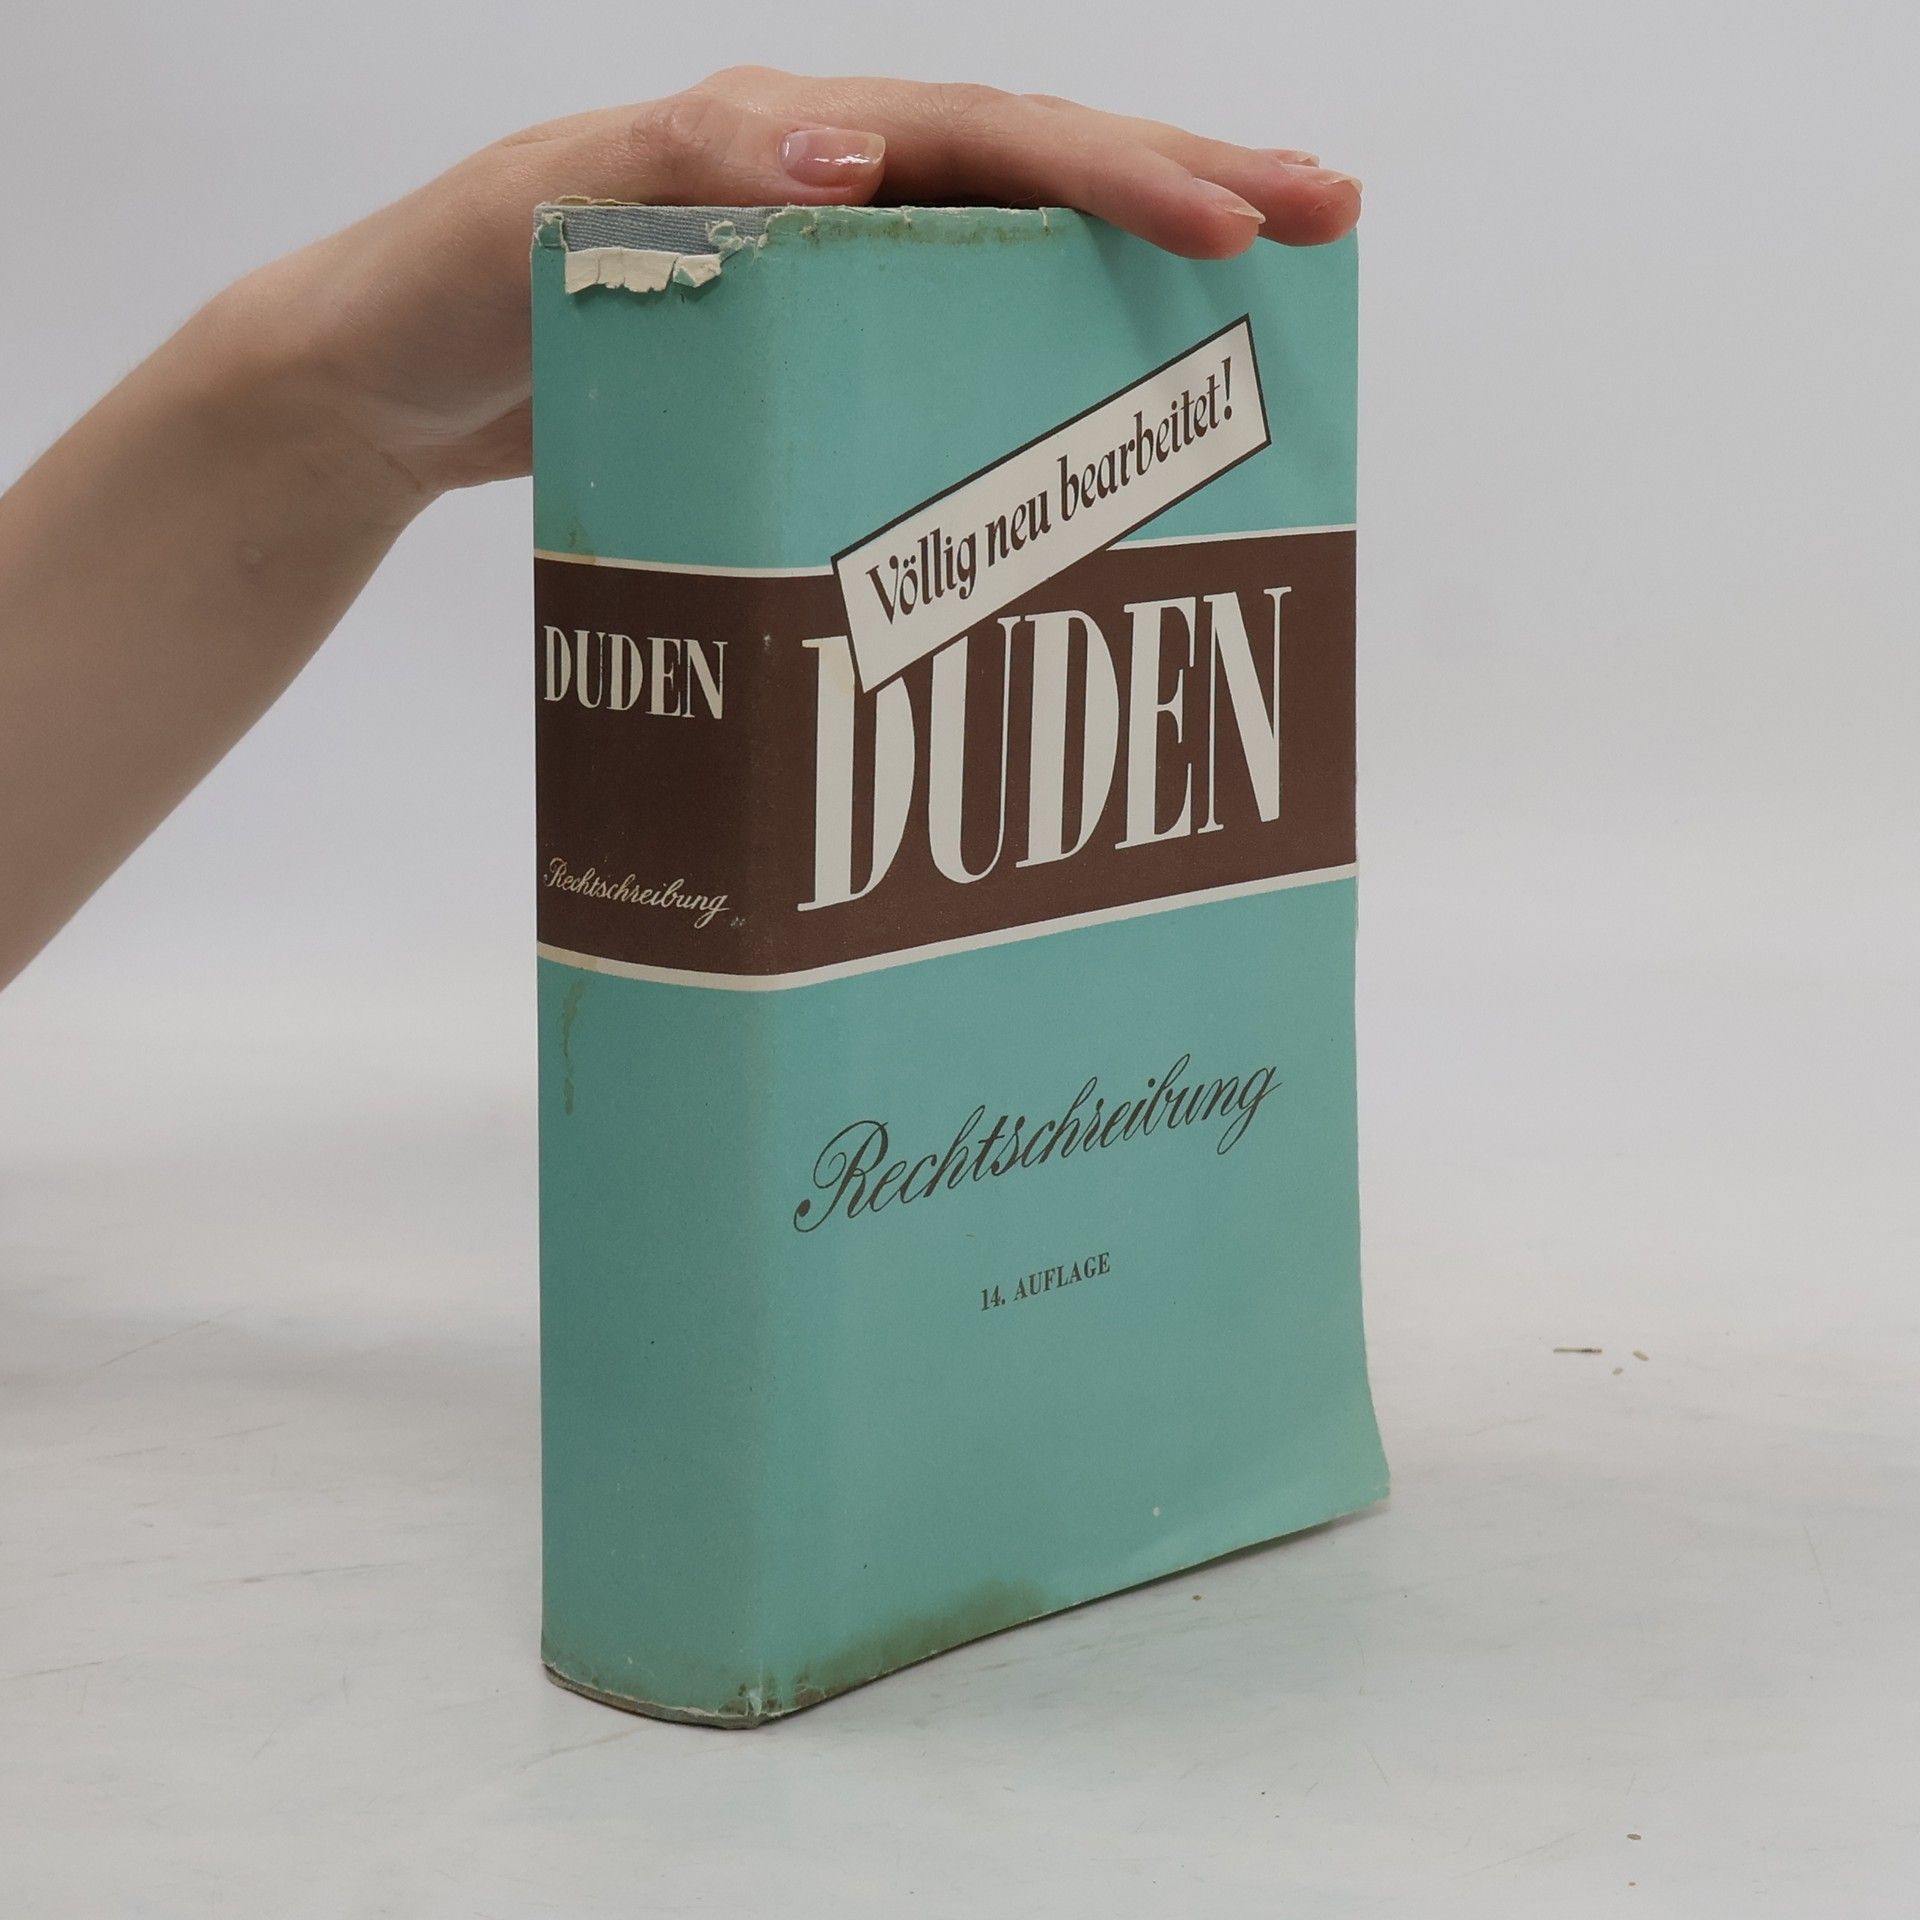 DUDEN
Rechtschreibung
Völlig neu bearbeitet!
DUDEN
Rechtschreibung
14. AUFLAGE